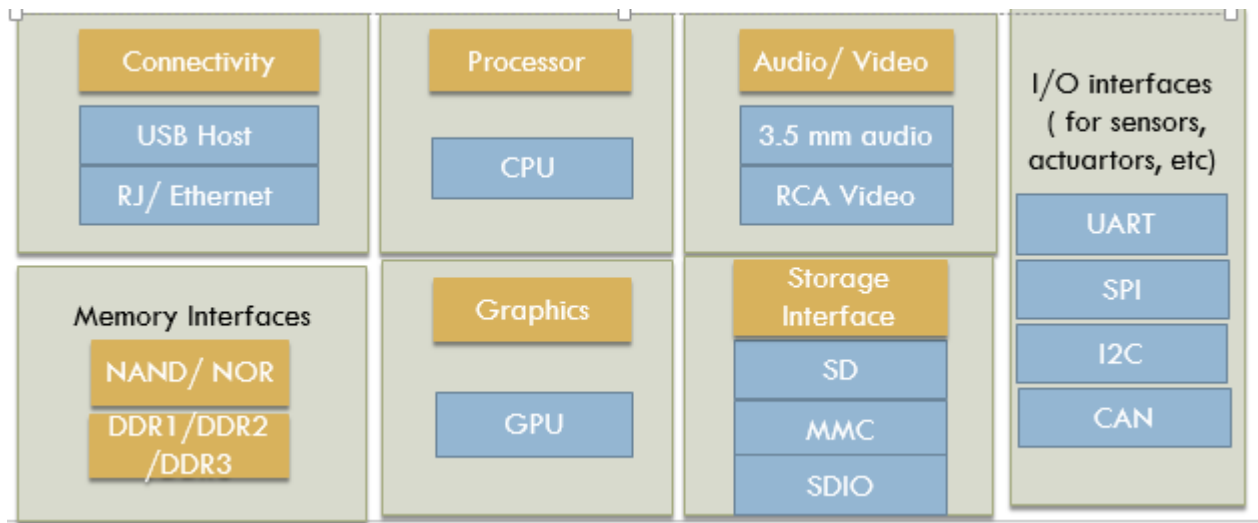 Connectivity
USB Host
RJ/ Ethernet
Processor
CPU
Audio/ Video
3.5 mm audio
RCA Video
I/O interfaces
( for sensors,
actuartors, etc)
UART
SPI
I2C
CAN
Memory Interfaces
NAND/ NOR
DDR1/DDR2
/DDR3
Graphics
GPU
Storage
Interface
SD
MMC
SDIO